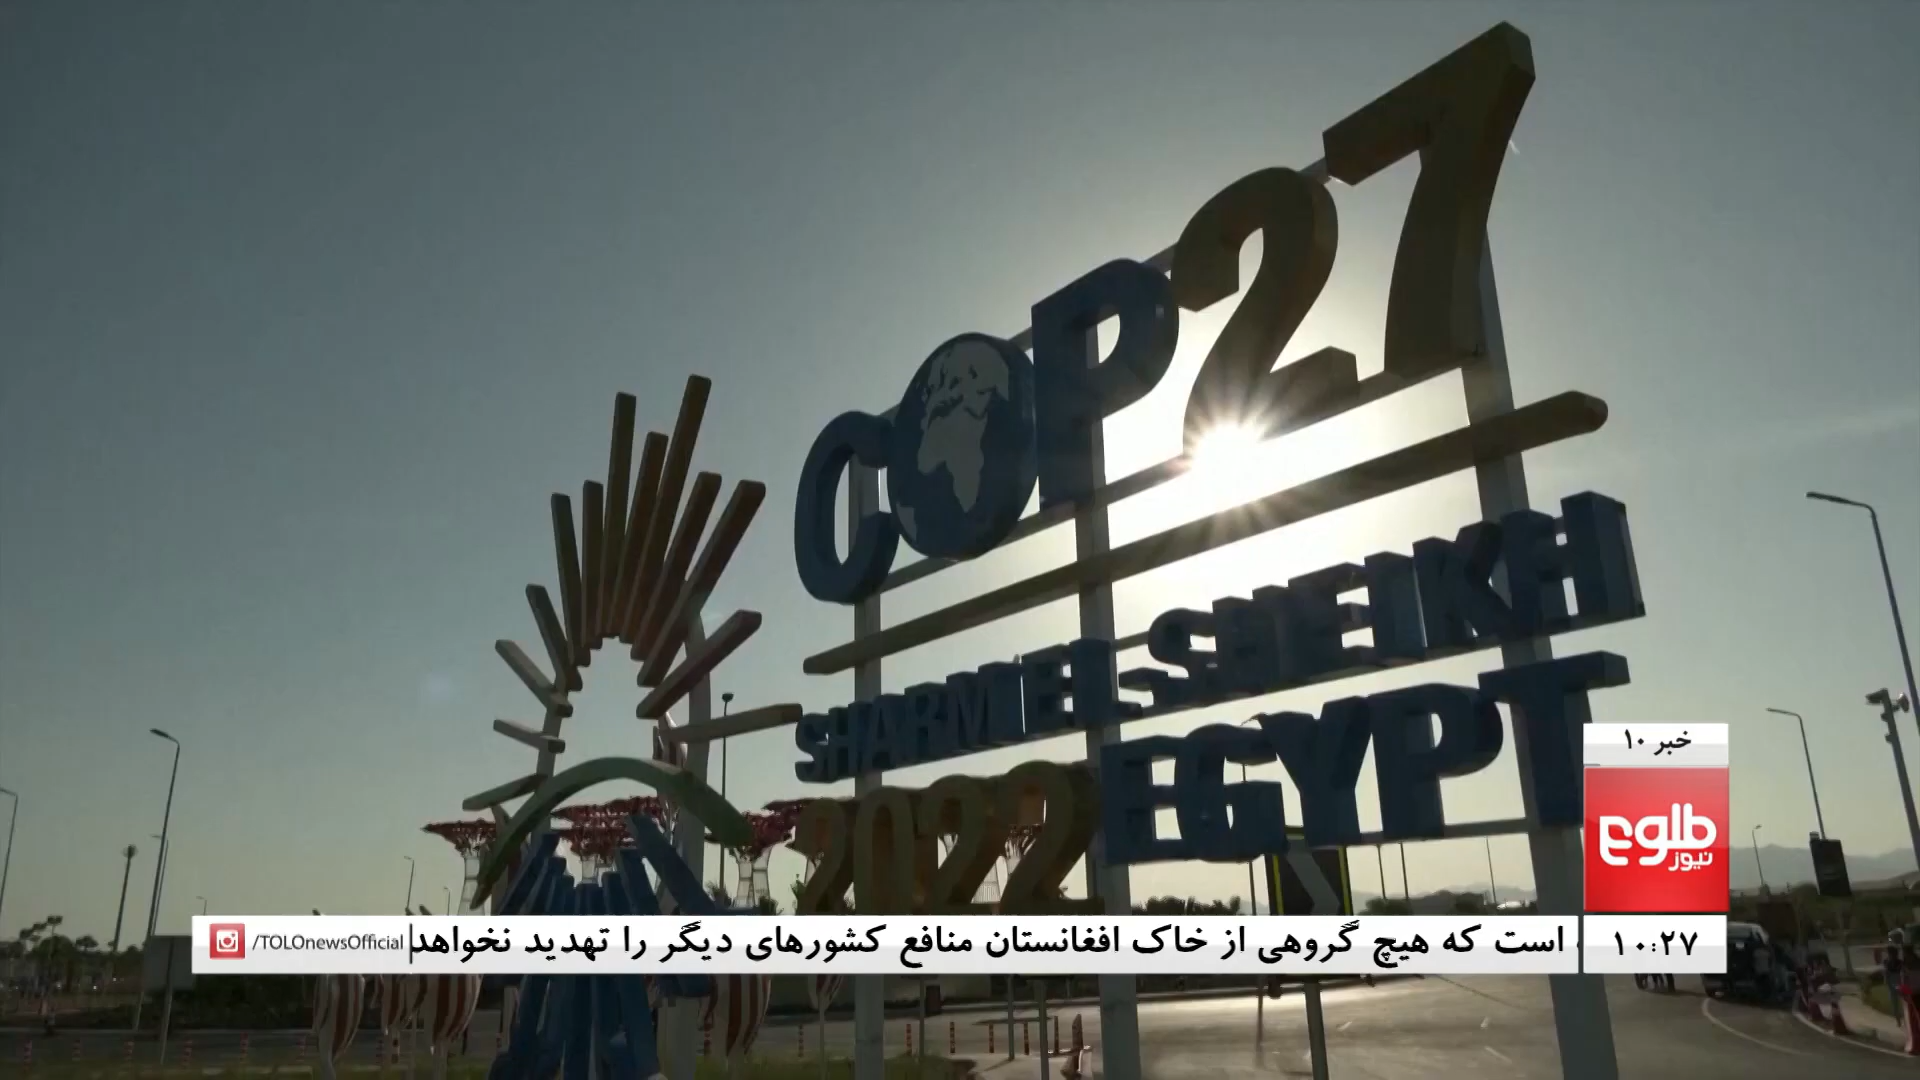 COP27
SHARM EL-SHEIKH
2022 EGYPT
خبر ۱۰
طلوع
نیوز
۱۰:۲۷
است که هیچ گروهی از خاک افغانستان منافع کشورهای دیگر را تهدید نخواهد
/TOLOnewsOfficial